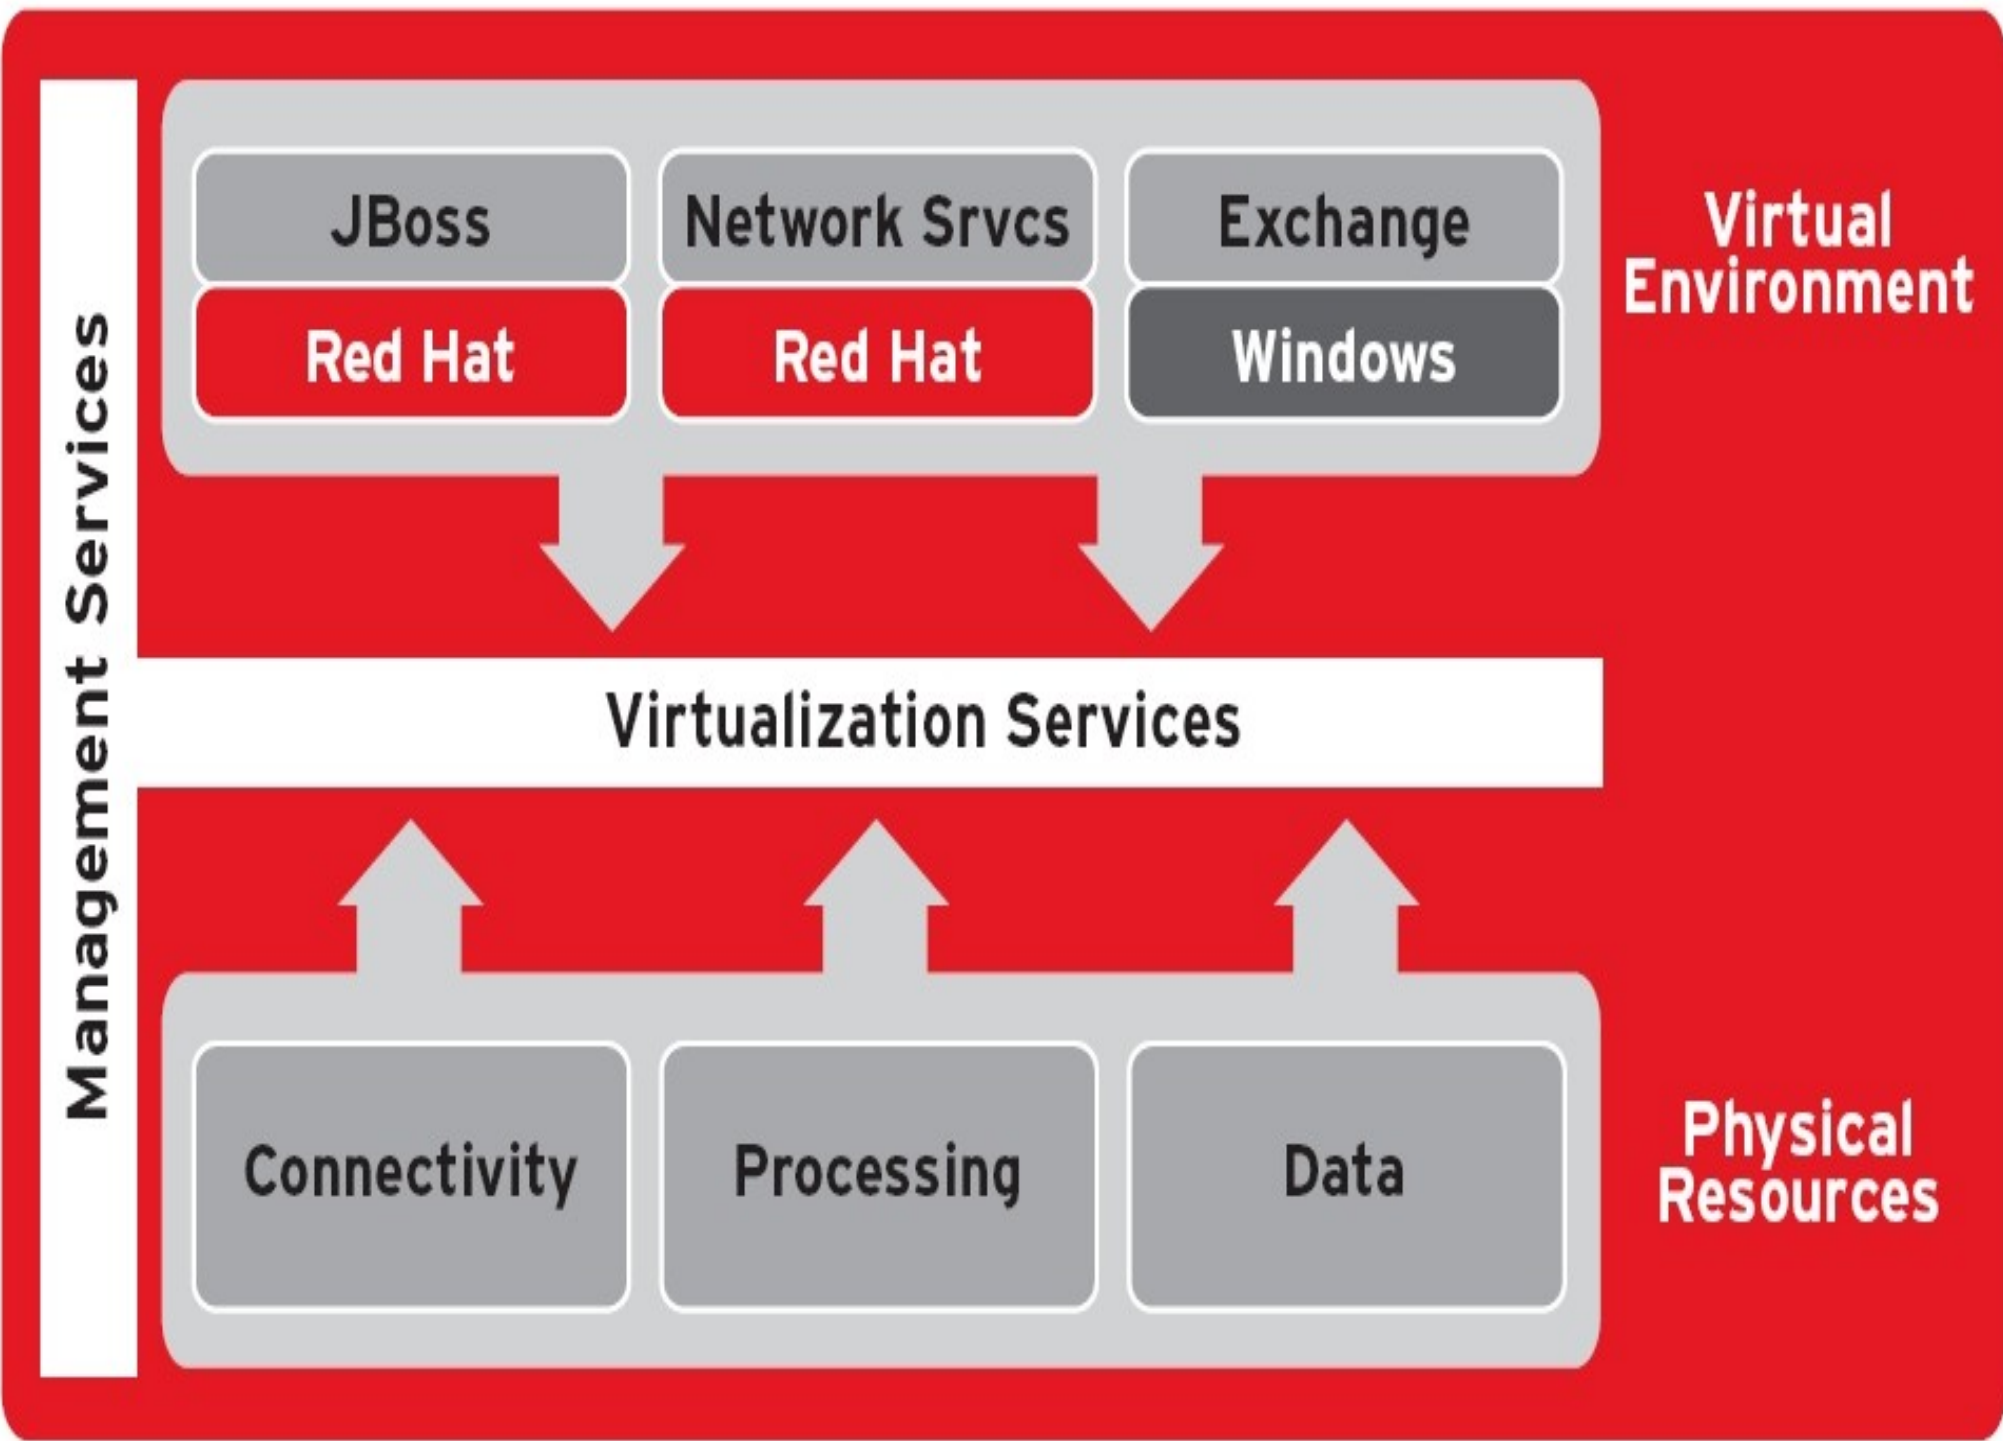 Management Services
JBoss
Network Srvcs
Exchange
Red Hat
Red Hat
Windows
Virtual
Environment
Virtualization Services
Connectivity
Processing
Data
Physical
Resources